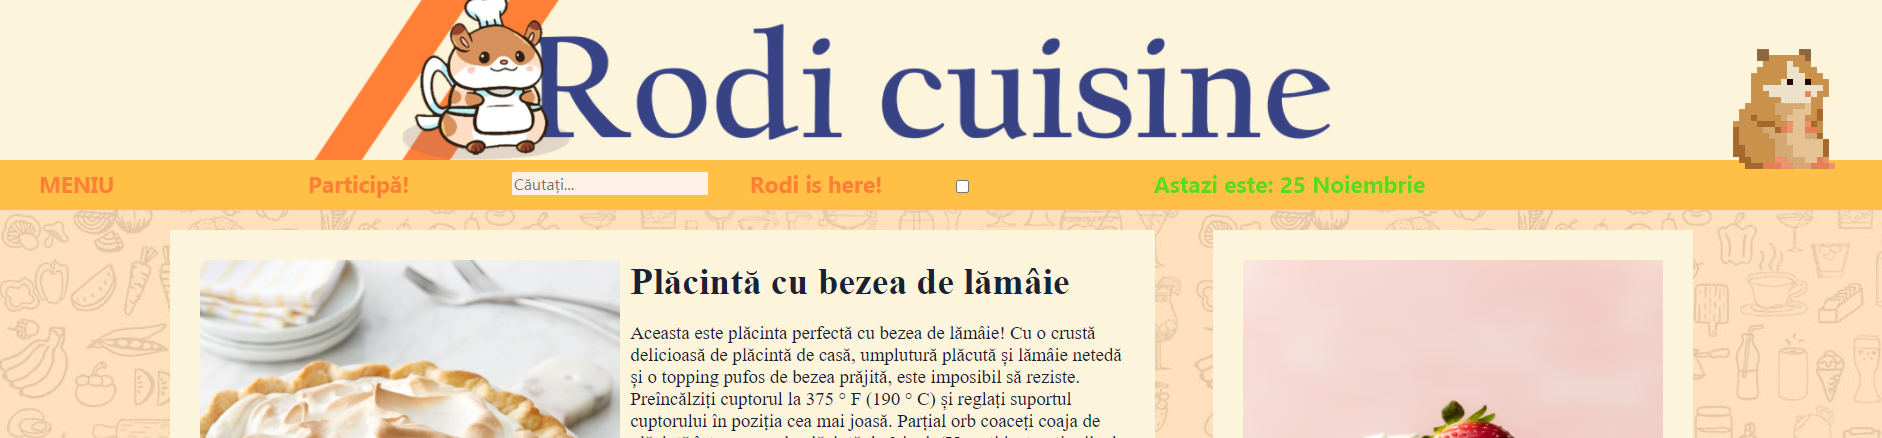 Rodi cuisine
MENIU
Participă!
Căutați...
Rodi is here!
Astazi este: 25 Noiembrie
Plăcintă cu bezea de lămâie
Aceasta este plăcinta perfectă cu bezea de lămâie! Cu o crustă
delicioasă de plăcintă de casă, umplutură plăcută și lămâie netedă
și o topping pufos de bezea prăjită, este imposibil să reziste.
Preîncălziți cuptorul la 375 ° F (190 ° C) și reglați suportul
cuptorului în poziția cea mai joasă. Parțial orb coaceți coaja de